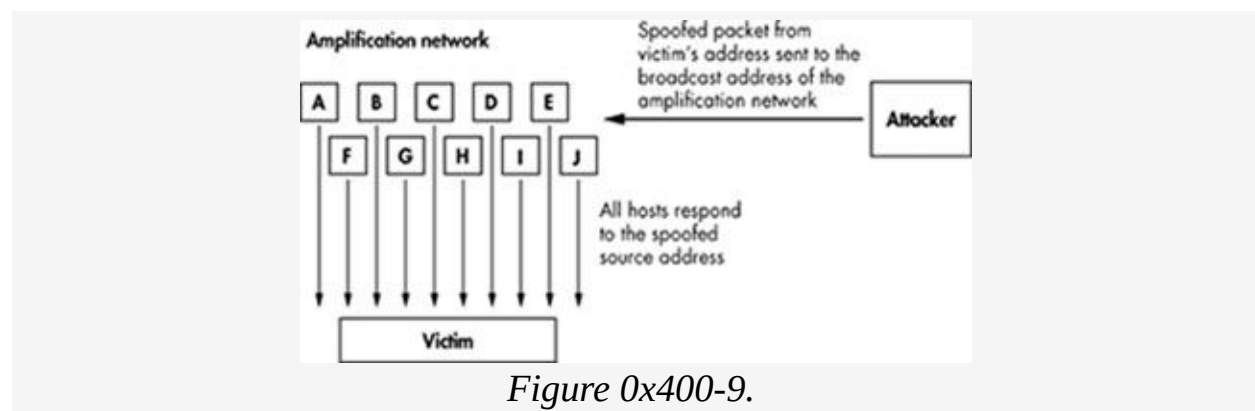 Amplification network
Spoofed packet from
victim's address sent to the
broadcast address of the
amplification network
A
B
C
D
E
Attacker
F
G
H
I
J
All hosts respond
to the spoofed
source address
Victim
Figure 0x400-9.